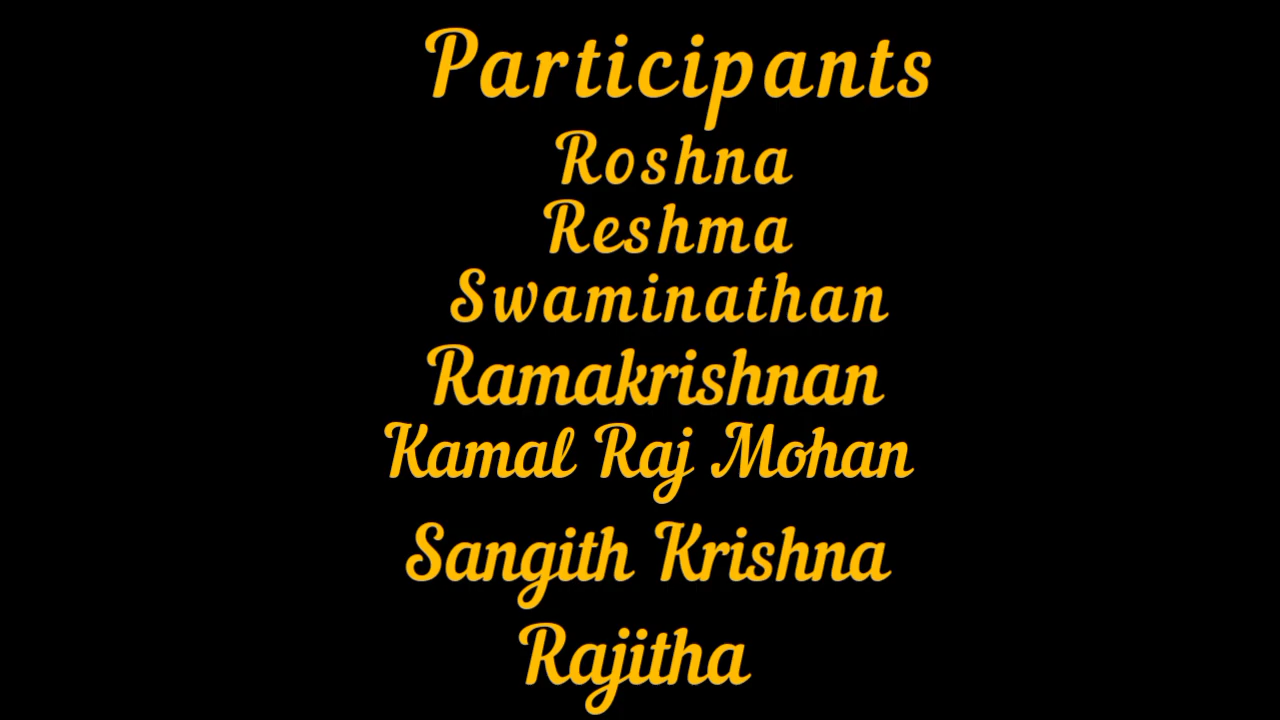 Participants
Roshna
Reshma
Swaminathan
Ramakrishnan
Kamal Raj Mohan
Sangith Krishna
Rajitha